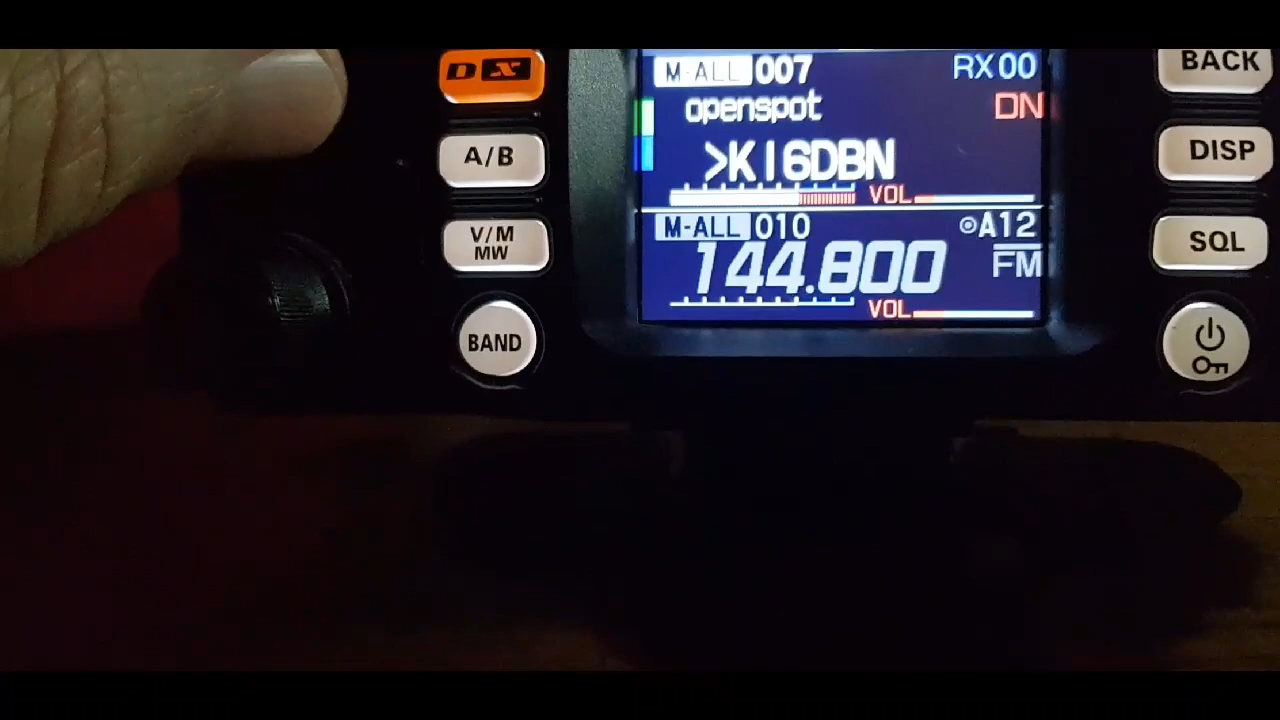 DX
A/B
V/M
MW
BAND
M-ALL 007 RX00
openspot DN
>KI6DBN
VOL
M-ALL 010 A12
144.800 FM
VOL
BACK
DISP
SQL